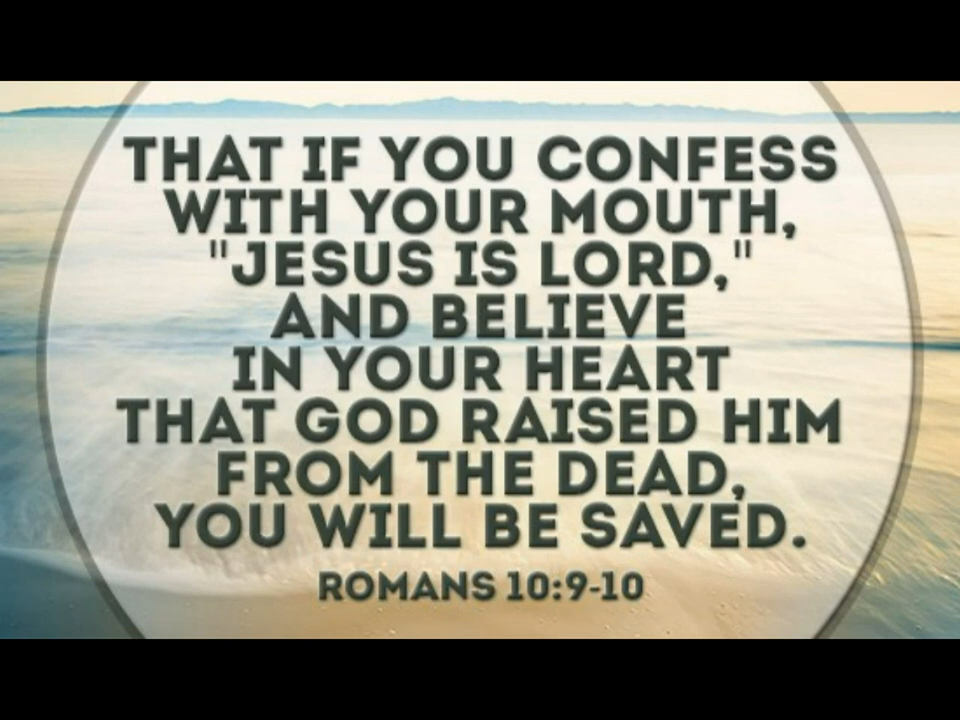 THAT IF YOU CONFESS
WITH YOUR MOUTH,
"JESUS IS LORD,"
AND BELIEVE
IN YOUR HEART
THAT GOD RAISED HIM
FROM THE DEAD,
YOU WILL BE SAVED.
ROMANS 10:9-10